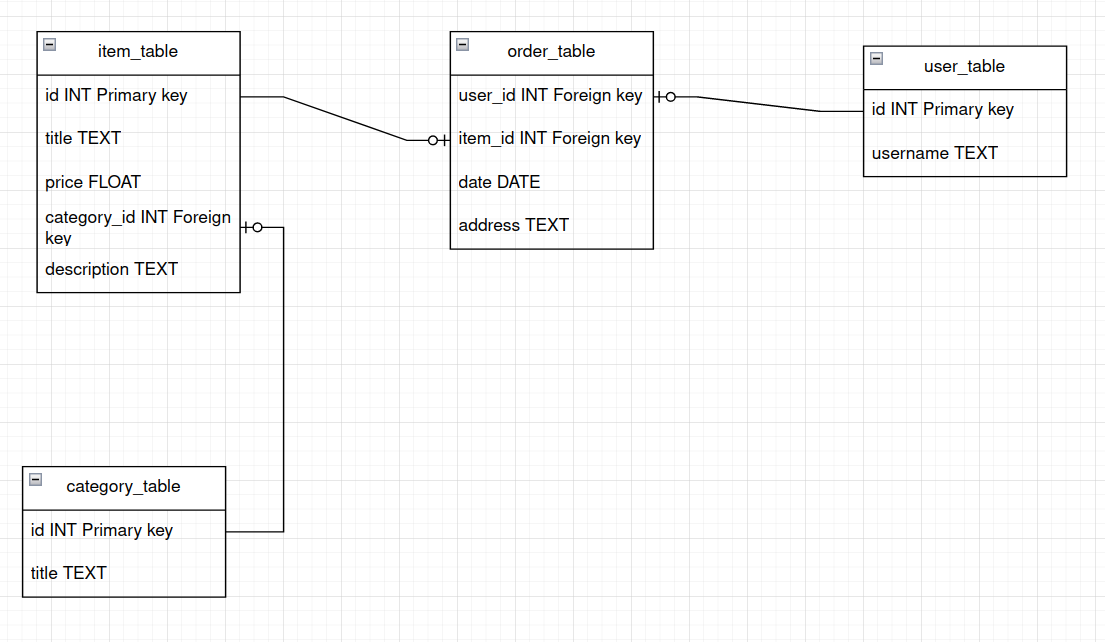 item_table
id INT Primary key
title TEXT
price FLOAT
category_id INT Foreign
key
description TEXT
order_table
user_id INT Foreign key
item_id INT Foreign key
date DATE
address TEXT
user_table
id INT Primary key
username TEXT
category_table
id INT Primary key
title TEXT